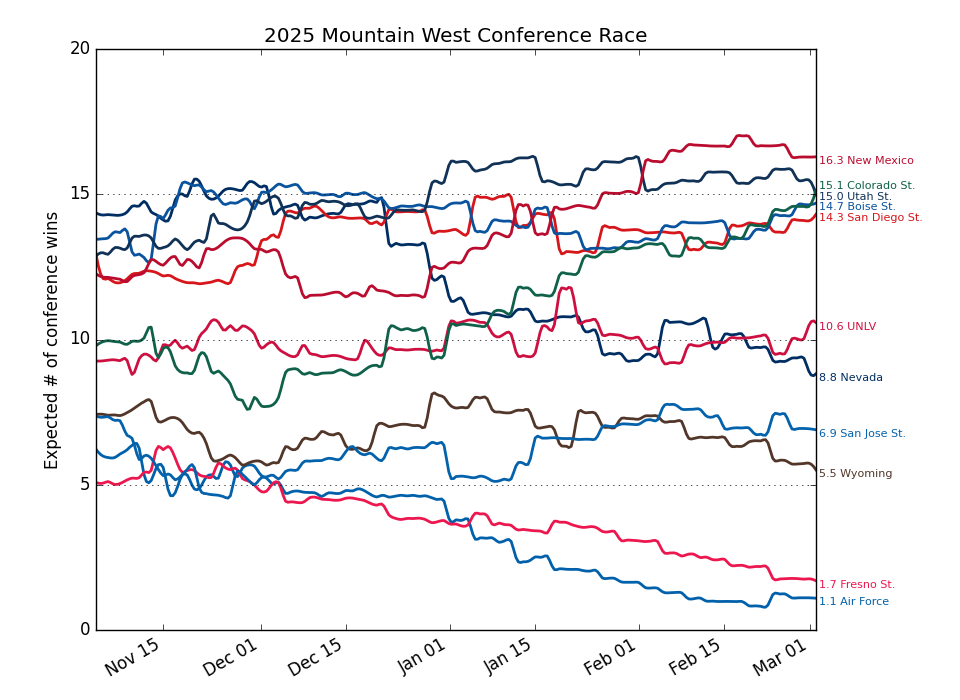 2025 Mountain West Conference Race
Expected # of conference wins
20
15
10
5
0
16.3 New Mexico
15.1 Colorado St.
15.0 Utah St.
14.7 Boise St.
14.3 San Diego St.
10.6 UNLV
8.8 Nevada
6.9 San Jose St.
5.5 Wyoming
1.7 Fresno St.
1.1 Air Force
Nov 15
Dec 01
Dec 15
Jan 01
Jan 15
Feb 01
Feb 15
Mar 01